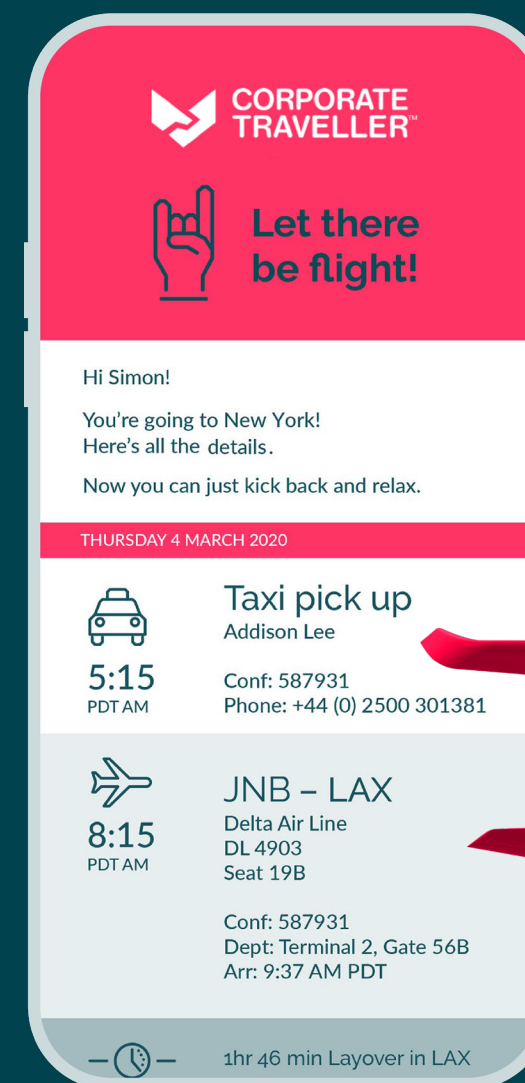 CORPORATE
TRAVELLER™
Let there
be flight!
Hi Simon!
You're going to New York!
Here's all the details.
Now you can just kick back and relax.
THURSDAY 4 MARCH 2020
Taxi pick up
Addison Lee
5:15
PDT AM
Conf: 587931
Phone: +44 (0) 2500 301381
JNB – LAX
8:15
PDT AM
Delta Air Line
DL 4903
Seat 19B
Conf: 587931
Dept: Terminal 2, Gate 56B
Arr: 9:37 AM PDT
1hr 46 min Layover in LAX